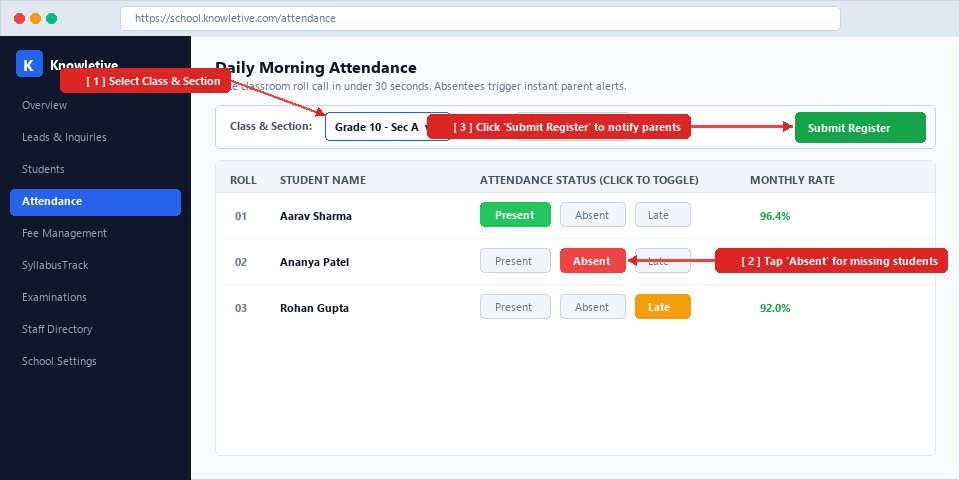 https://school.knowletive.com/attendance
K Knowletive
[ 1 ] Select Class & Section
Daily Morning Attendance
classroom roll call in under 30 seconds. Absentees trigger instant parent alerts.
Class & Section:
Grade 10 - Sec A
[ 3 ] Click 'Submit Register' to notify parents
Submit Register
Overview
Leads & Inquiries
Students
Attendance
Fee Management
SyllabusTrack
Examinations
Staff Directory
School Settings
ROLL STUDENT NAME ATTENDANCE STATUS (CLICK TO TOGGLE) MONTHLY RATE
01 Aarav Sharma Present Absent Late 96.4%
02 Ananya Patel Present Absent Late
[ 2 ] Tap 'Absent' for missing students
03 Rohan Gupta Present Absent Late 92.0%